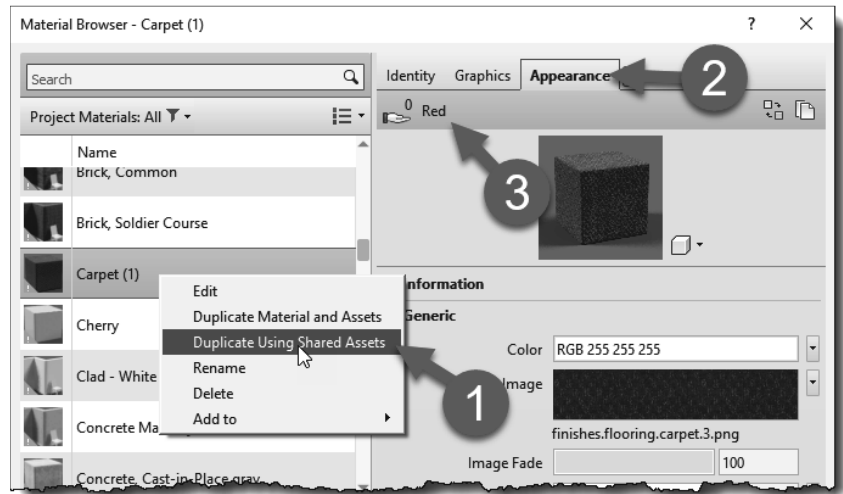 Material Browser - Carpet (1) ? ×
Search
Project Materials: All
Name
Brick, Common
Brick, Soldier Course
Carpet (1)
Cherry
Clad - White
Concrete Ma
Concrete, Cast-in-Place gray
Edit
Duplicate Material and Assets
Duplicate Using Shared Assets
Rename
Delete
Add to
1
Identity Graphics Appearance
2
0 Red
3
nformation
Generic
Color RGB 255 255 255
Image
finishes.flooring.carpet.3.png
Image Fade 100